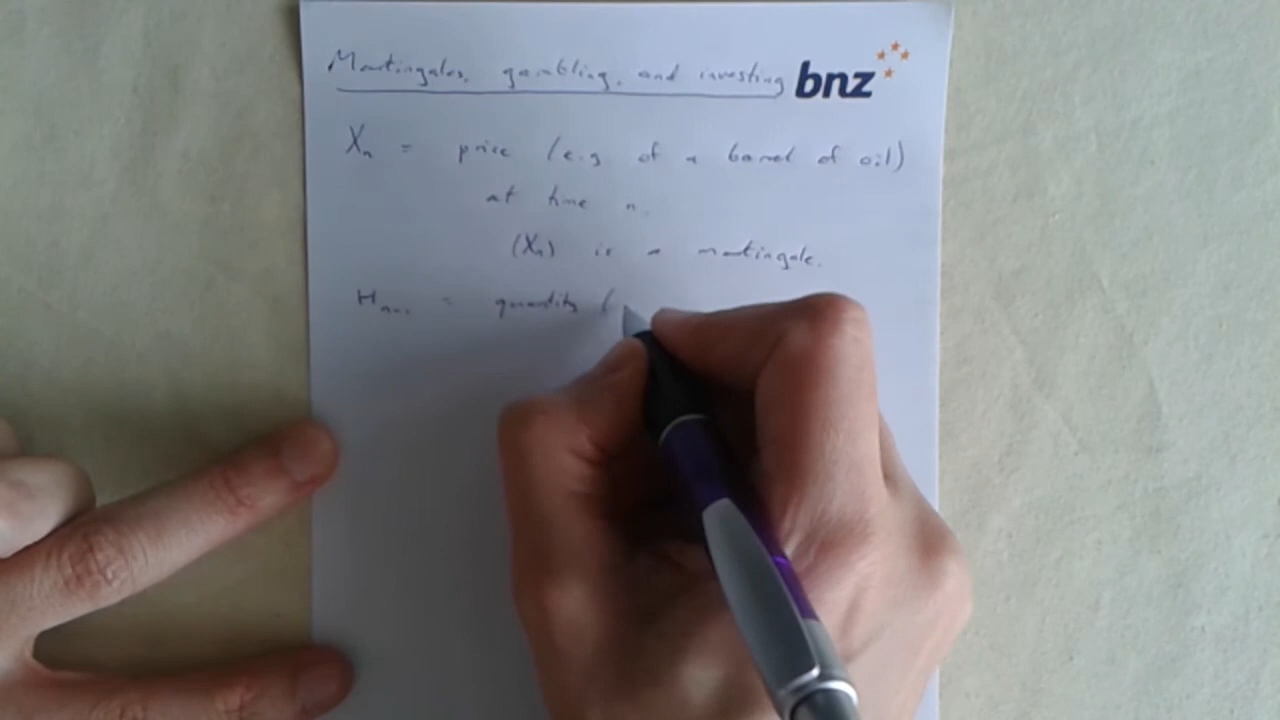 Martingales, gambling, and investing
bnz
Xn = price (e.g of a barrel of oil)
at time n.
(Xn) is a martingale.
Hn+1 = quantity (